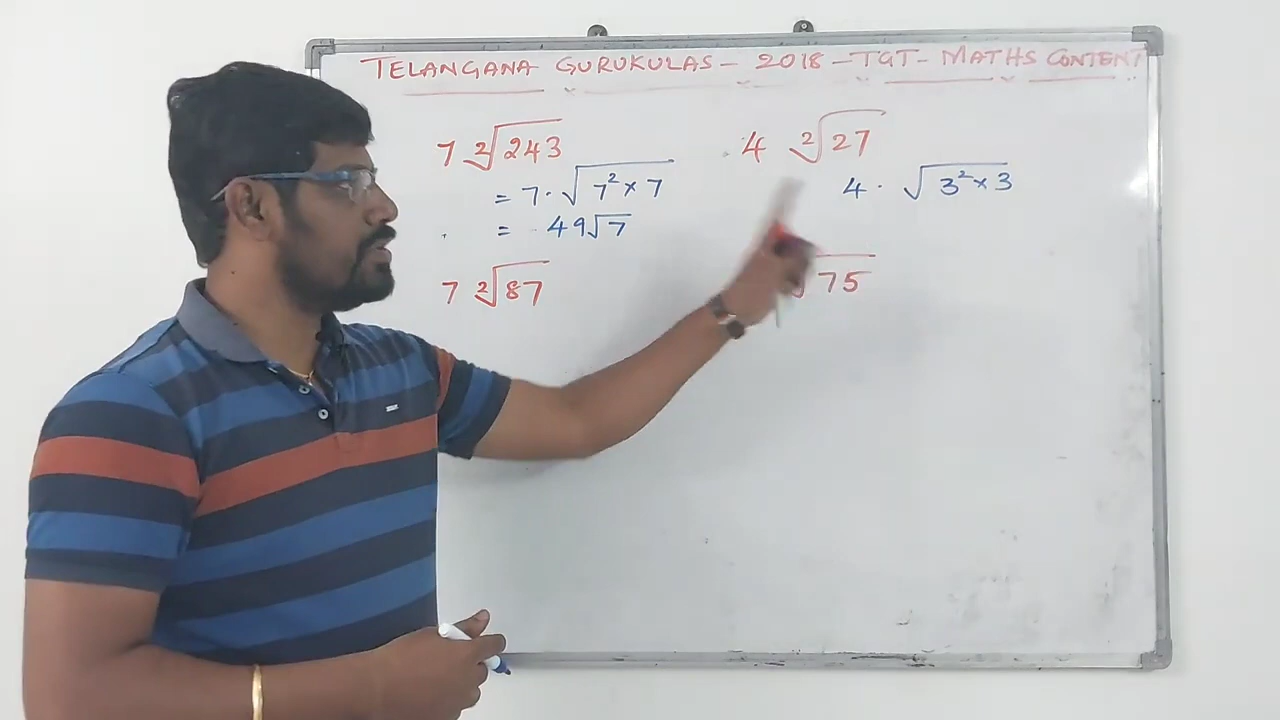 TELANGANA GURUKULAS - 2018 - TGT - MATHS CONTENT
7 ²√243
= 7 · √7² × 7
= 49√7
7 ²√87
4 ²√27
4 · √3² × 3
√75